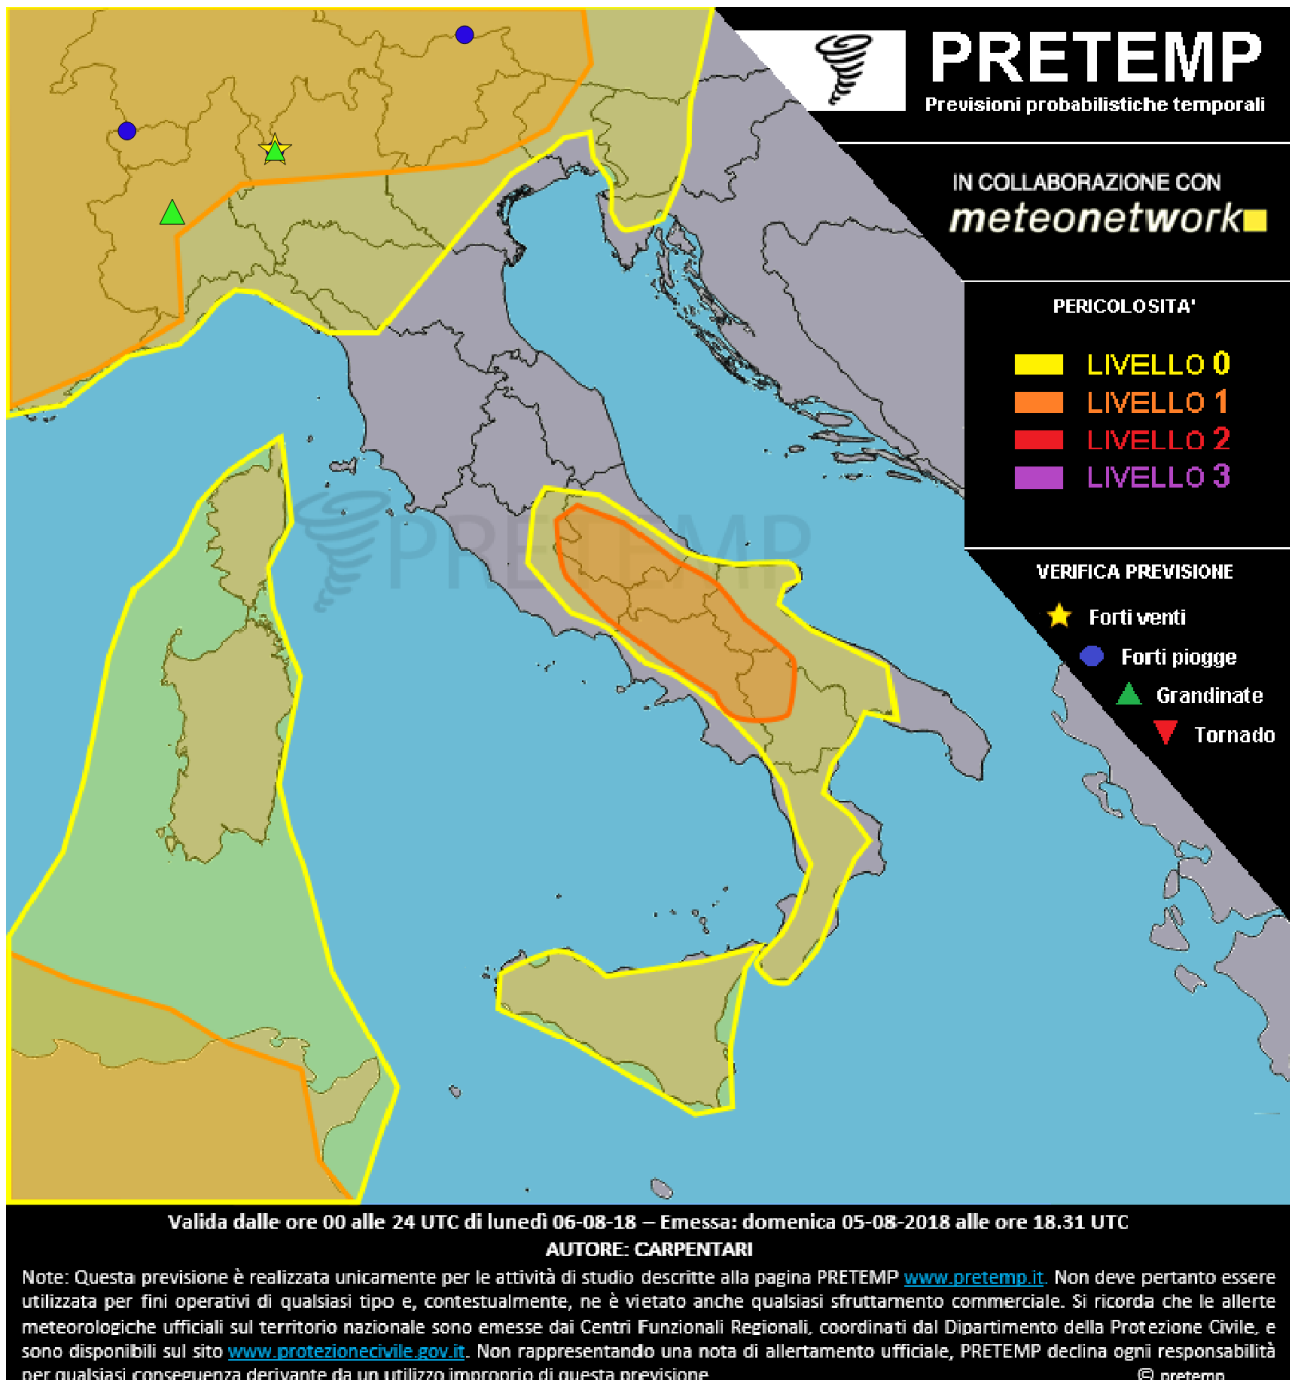 PRETEMP
Previsioni probabilistiche temporali
IN COLLABORAZIONE CON
meteonetwork
PERICOLOSITA'
LIVELLO 0
LIVELLO 1
LIVELLO 2
LIVELLO 3
PRETEMP
VERIFICA PREVISIONE
Forti venti
Forti piogge
Grandinate
Tornado
Valida dalle ore 00 alle 24 UTC di lunedì 06-08-18 – Emessa: domenica 05-08-2018 alle ore 18.31 UTC
AUTORE: CARPENTARI
Note: Questa previsione è realizzata unicamente per le attività di studio descritte alla pagina PRETEMP www.pretemp.it. Non deve pertanto essere
utilizzata per fini operativi di qualsiasi tipo e, contestualmente, ne è vietato anche qualsiasi sfruttamento commerciale. Si ricorda che le allerte
meteorologiche ufficiali sul territorio nazionale sono emesse dai Centri Funzionali Regionali, coordinati dal Dipartimento della Protezione Civile, e
sono disponibili sul sito www.protezionecivile.gov.it. Non rappresentando una nota di allertamento ufficiale, PRETEMP declina ogni responsabilità
per qualsiasi conseguenza derivante da un utilizzo improprio di questa previsione
© pretemp